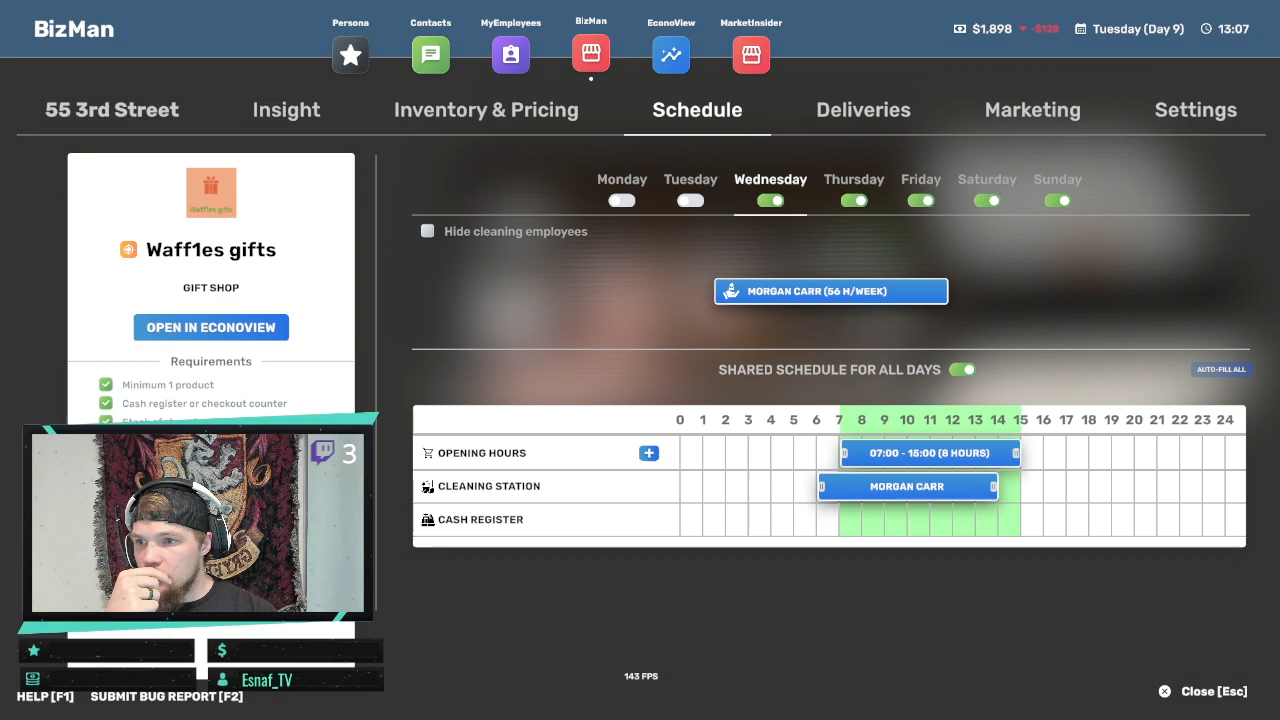 BizMan
Persona
Contacts
MyEmployees
BizMan
EconoView
MarketInsider
$1,898 -$128
Tuesday (Day 9)
13:07
55 3rd Street
Insight
Inventory & Pricing
Schedule
Deliveries
Marketing
Settings
Waff1es gifts
Waff1es gifts
GIFT SHOP
OPEN IN ECONOVIEW
Requirements
Minimum 1 product
Cash register or checkout counter
Monday
Tuesday
Wednesday
Thursday
Friday
Saturday
Sunday
Hide cleaning employees
MORGAN CARR (56 H/WEEK)
SHARED SCHEDULE FOR ALL DAYS
AUTO-FILL ALL
0 1 2 3 4 5 6 7 8 9 10 11 12 13 14 15 16 17 18 19 20 21 22 23 24
OPENING HOURS
07:00 - 15:00 (8 HOURS)
CLEANING STATION
MORGAN CARR
CASH REGISTER
3
$
Esnaf_TV
HELP [F1]
SUBMIT BUG REPORT [F2]
143 FPS
Close [Esc]